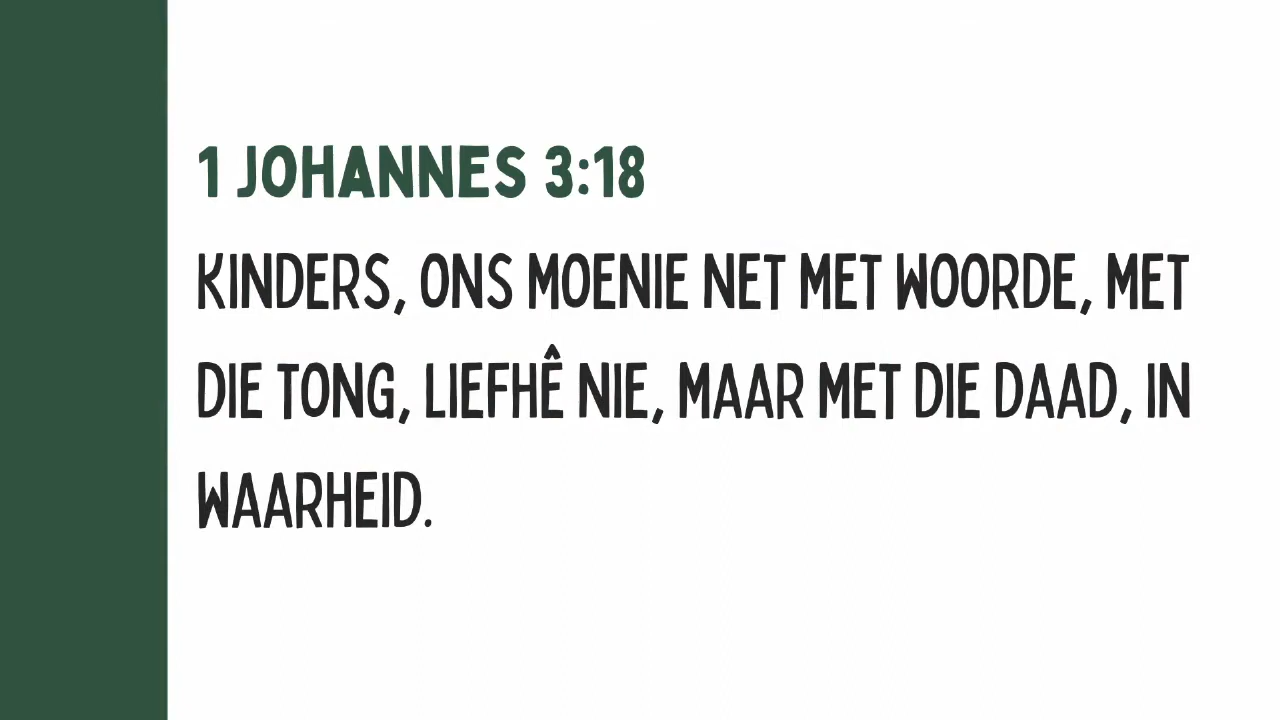 1 JOHANNES 3:18
KINDERS, ONS MOENIE NET MET WOORDE, MET
DIE TONG, LIEFHÊ NIE, MAAR MET DIE DAAD, IN
WAARHEID.